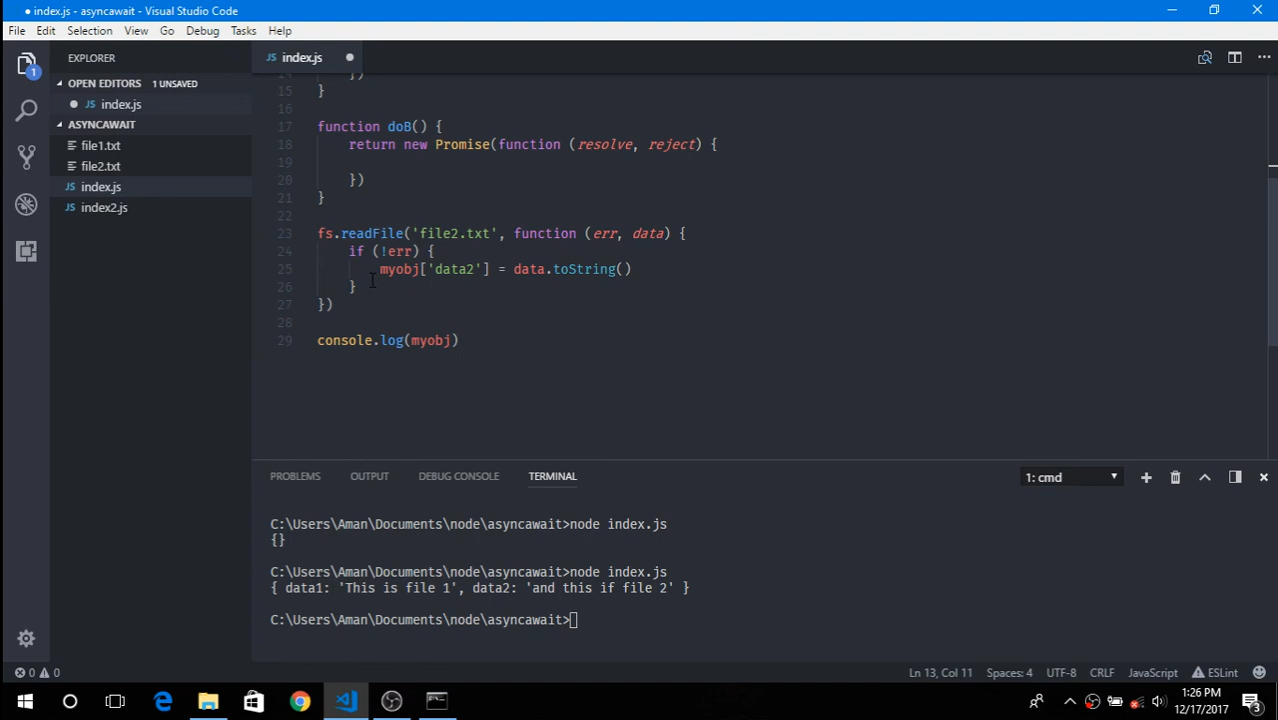 index.js - asyncawait - Visual Studio Code
File Edit Selection View Go Debug Tasks Help
EXPLORER
JS index.js
OPEN EDITORS 1 UNSAVED
JS index.js
ASYNCAWAIT
file1.txt
file2.txt
JS index.js
JS index2.js
1
14 })
15 }
16
17 function doB() {
18 return new Promise(function (resolve, reject) {
19
20 })
21 }
22
23 fs.readFile('file2.txt', function (err, data) {
24 if (!err) {
25 myobj['data2'] = data.toString()
26 }
27 })
28
29 console.log(myobj)
PROBLEMS OUTPUT DEBUG CONSOLE TERMINAL 1: cmd
C:\Users\Aman\Documents\node\asyncawait>node index.js
{}
C:\Users\Aman\Documents\node\asyncawait>node index.js
{ data1: 'This is file 1', data2: 'and this if file 2' }
C:\Users\Aman\Documents\node\asyncawait>
0 0 Ln 13, Col 11 Spaces: 4 UTF-8 CRLF JavaScript ESLint
1:26 PM
12/17/2017
3